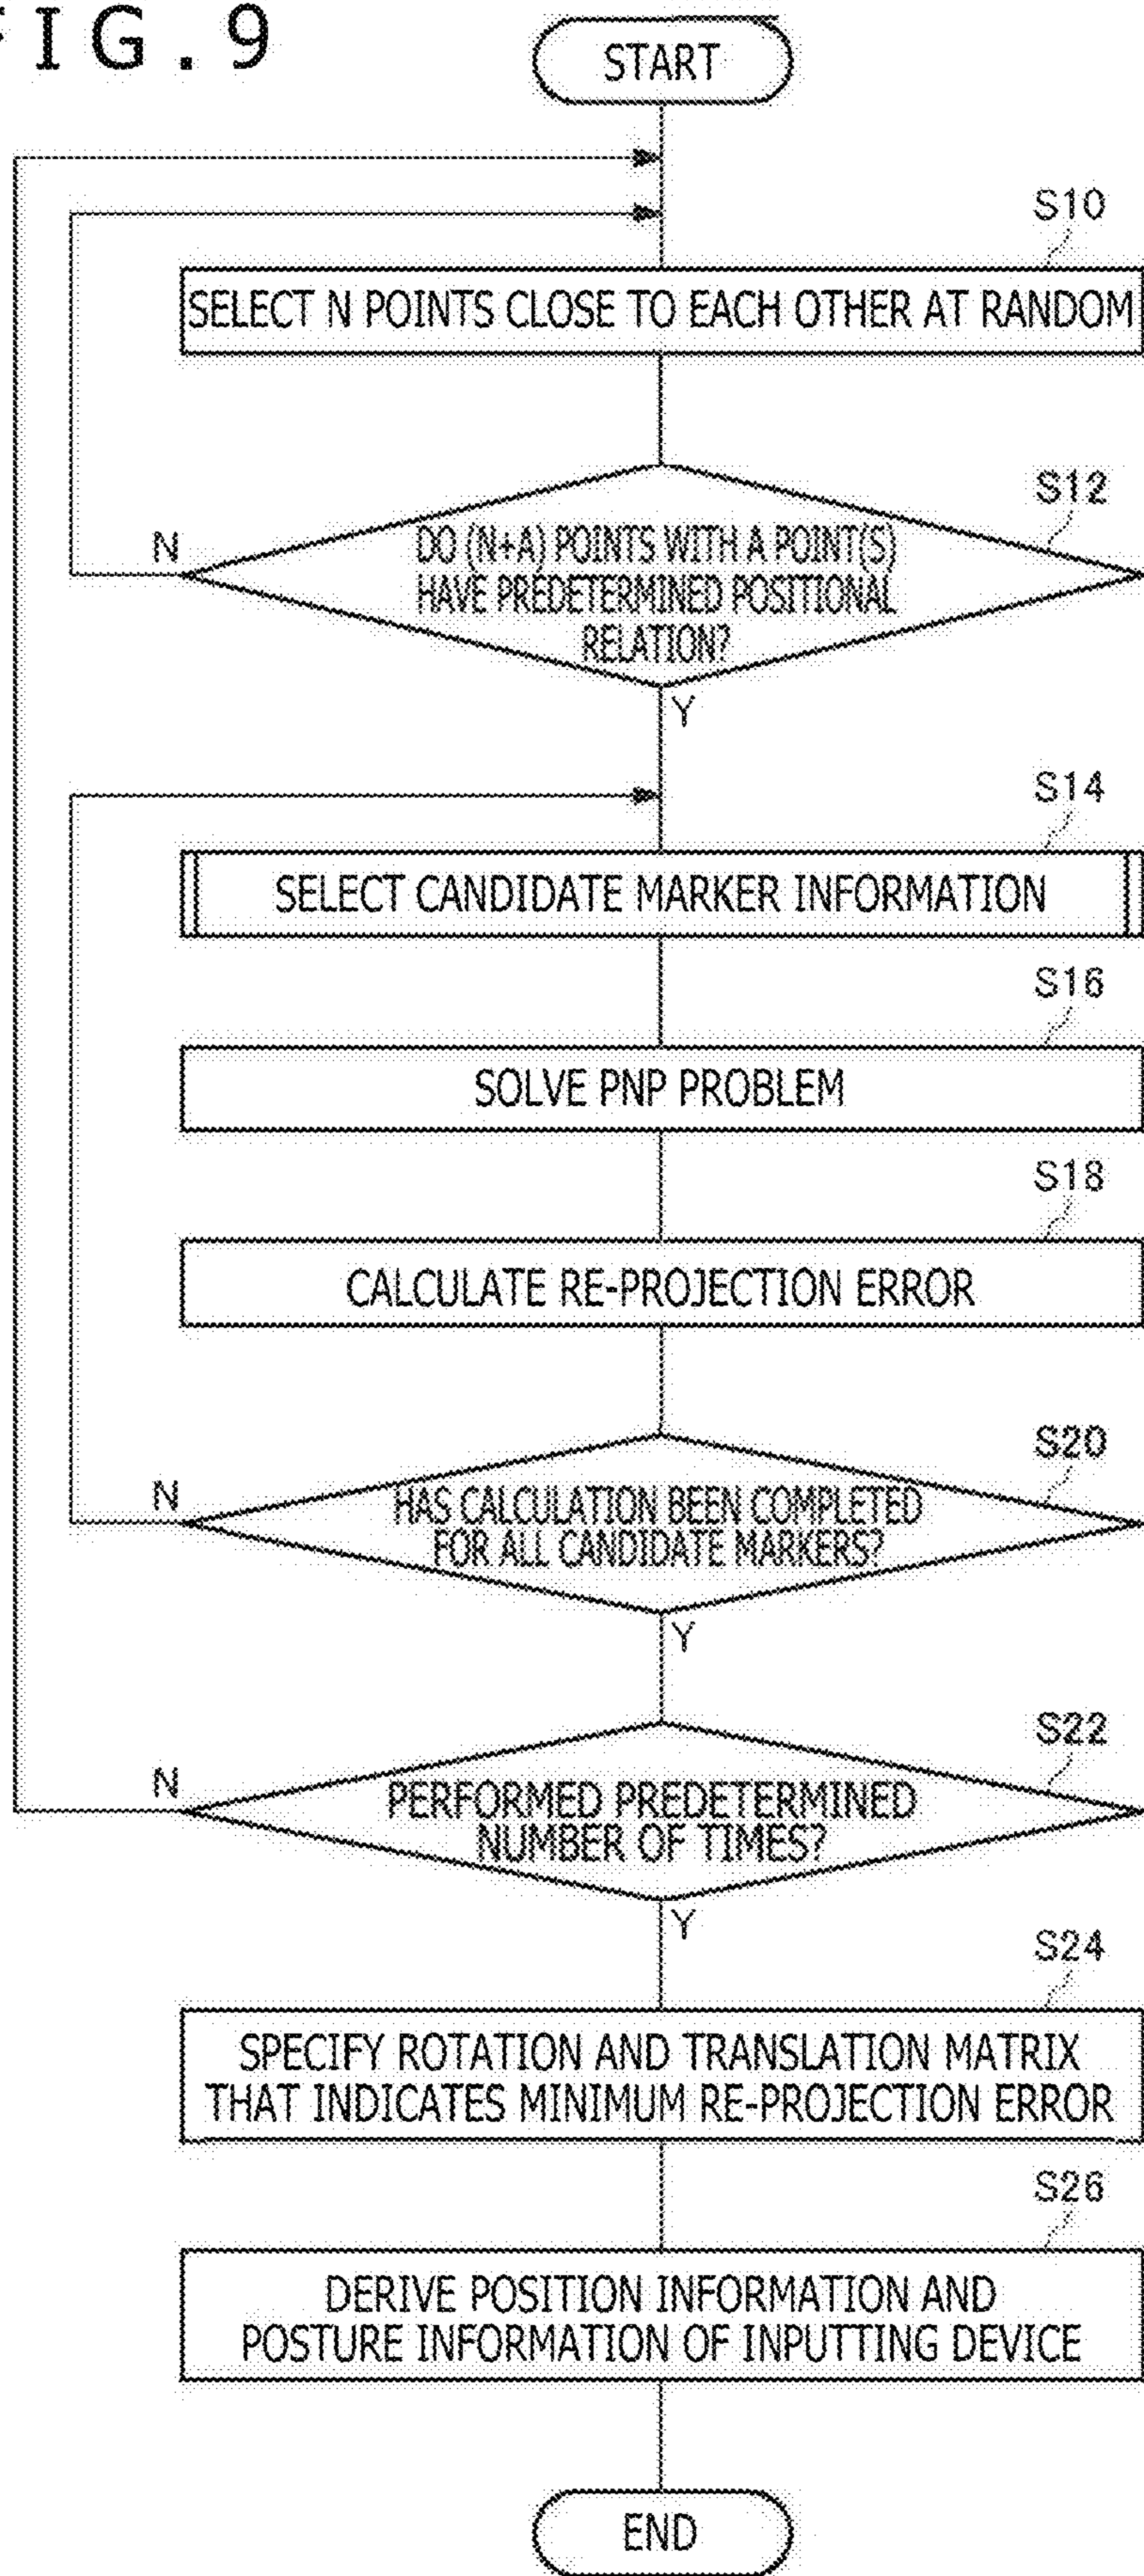 FIG.9
START
S10
SELECT N POINTS CLOSE TO EACH OTHER AT RANDOM
S12
N
DO (N+A) POINTS WITH A POINT(S)
HAVE PREDETERMINED POSITIONAL
RELATION?
Y
S14
SELECT CANDIDATE MARKER INFORMATION
S16
SOLVE PNP PROBLEM
S18
CALCULATE RE-PROJECTION ERROR
S20
N
HAS CALCULATION BEEN COMPLETED
FOR ALL CANDIDATE MARKERS?
Y
S22
N
PERFORMED PREDETERMINED
NUMBER OF TIMES?
Y
S24
SPECIFY ROTATION AND TRANSLATION MATRIX
THAT INDICATES MINIMUM RE-PROJECTION ERROR
S26
DERIVE POSITION INFORMATION AND
POSTURE INFORMATION OF INPUTTING DEVICE
END